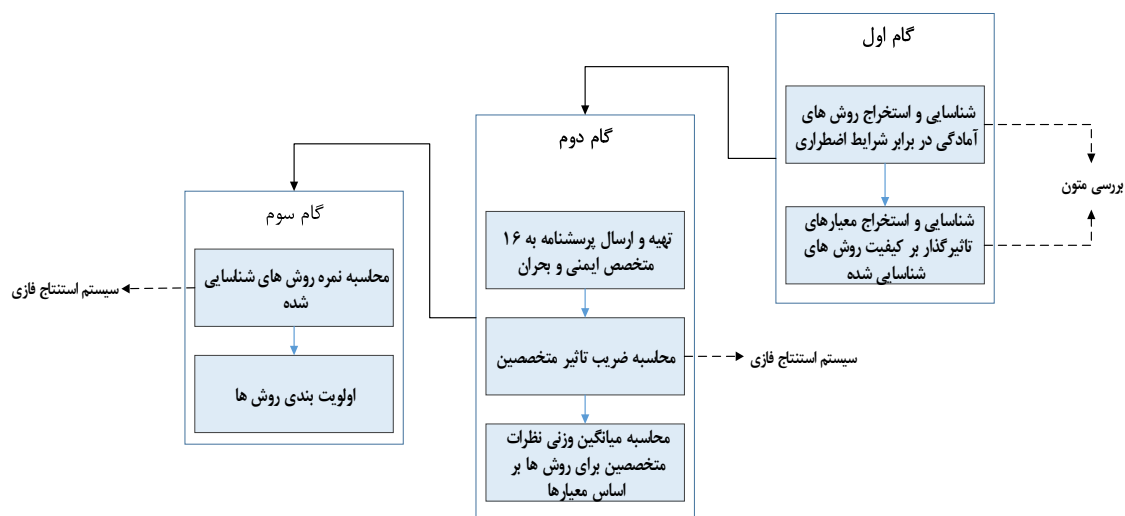 گام اول
شناسایی و استخراج روش های
آمادگی در برابر شرایط اضطراری
شناسایی و استخراج معیارهای
تاثیرگذار بر کیفیت روش های
شناسایی شده
بررسی متون
گام دوم
تهیه و ارسال پرسشنامه به ۱۶
متخصص ایمنی و بحران
محاسبه ضریب تاثیر متخصصین
سیستم استنتاج فازی
محاسبه میانگین وزنی نظرات
متخصصین برای روش ها بر
اساس معیارها
گام سوم
محاسبه نمره روش های شناسایی
شده
سیستم استنتاج فازی
اولویت بندی روش ها